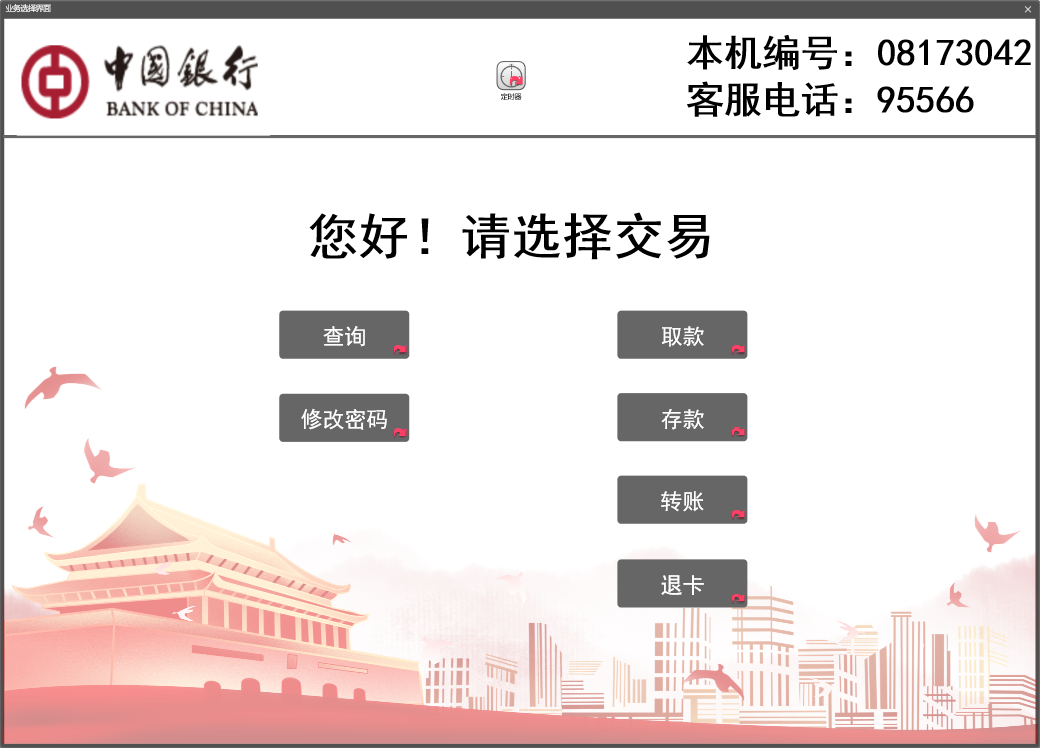 业务选择界面
中国銀行
BANK OF CHINA
定时器
本机编号：08173042
客服电话：95566
您好！请选择交易
查询
取款
修改密码
存款
转账
退卡